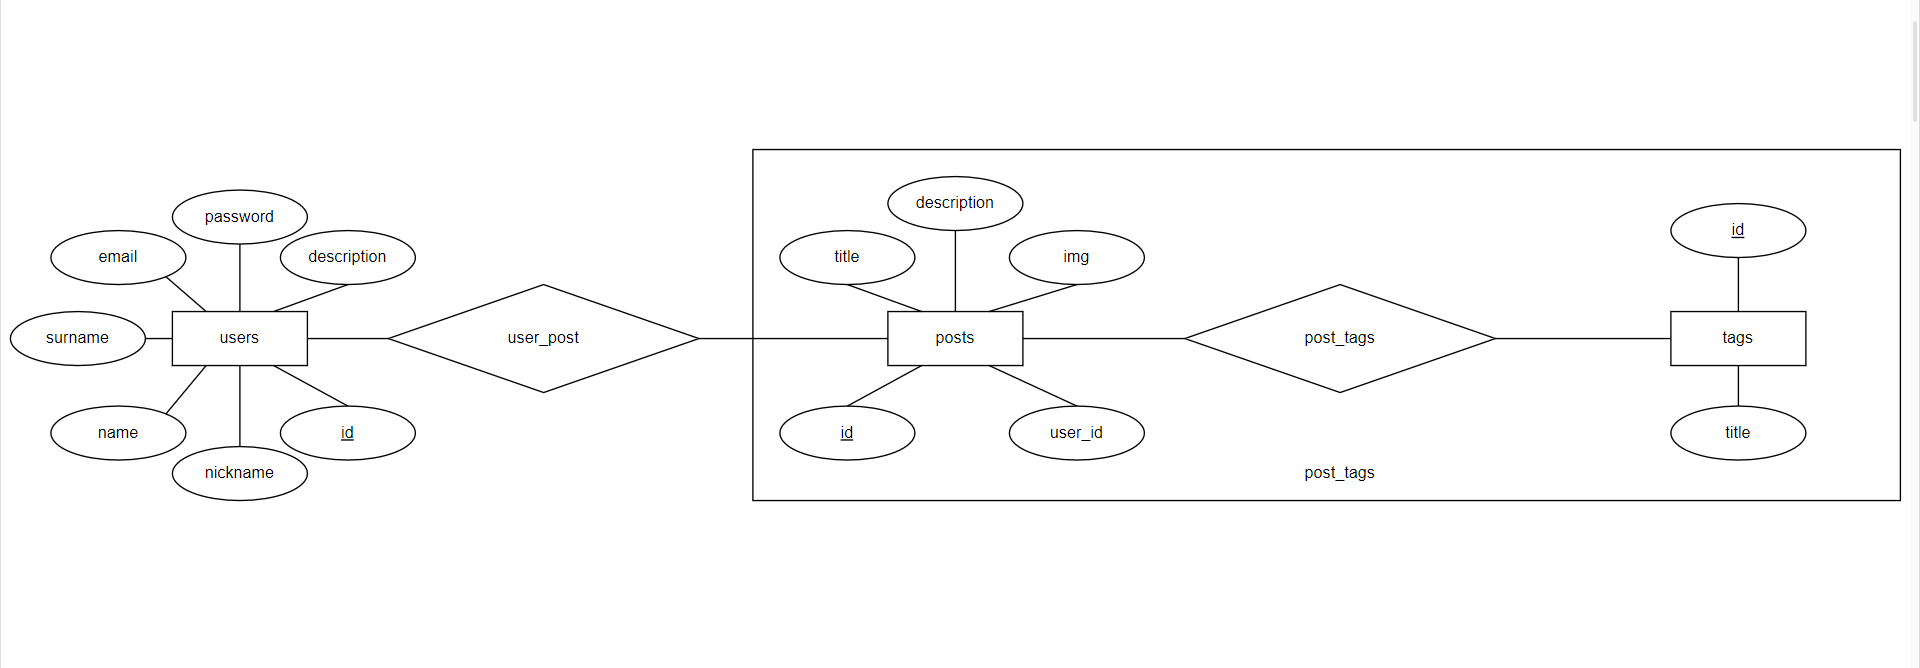 password
email
description
surname
users
name
id
nickname
user_post
description
title
img
posts
id
user_id
post_tags
post_tags
id
tags
title